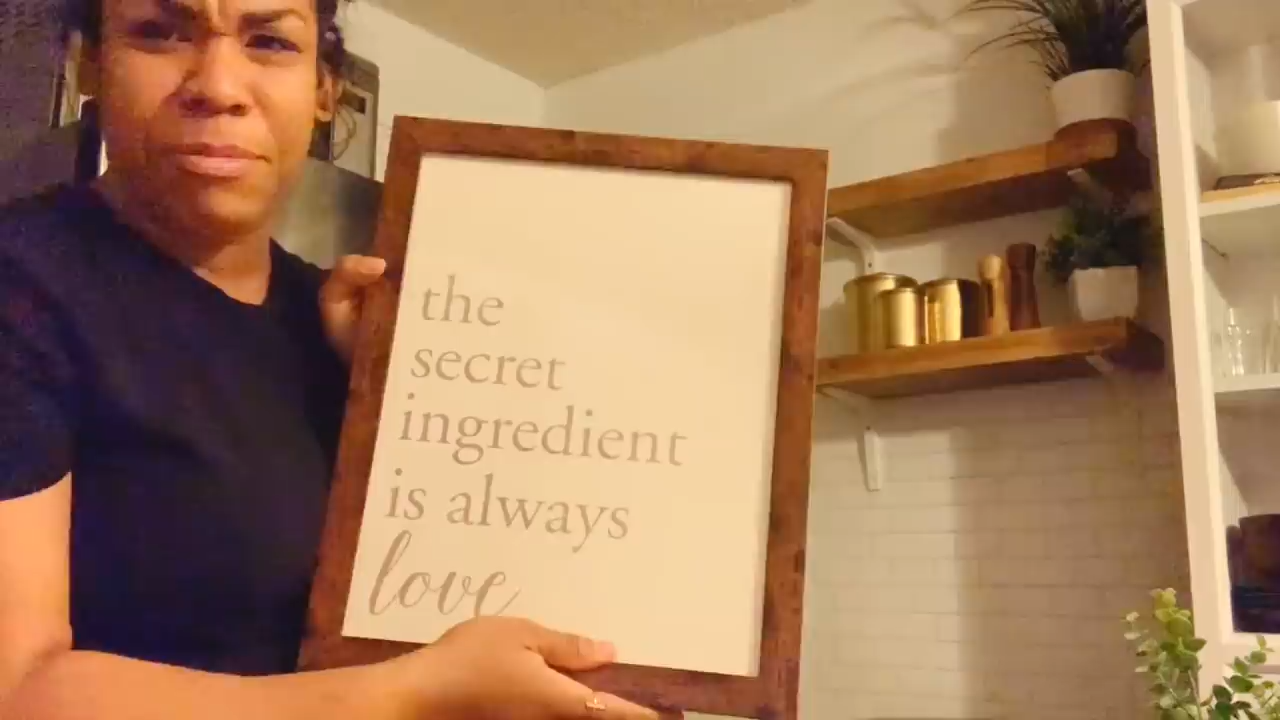 the
secret
ingredient
is always
love